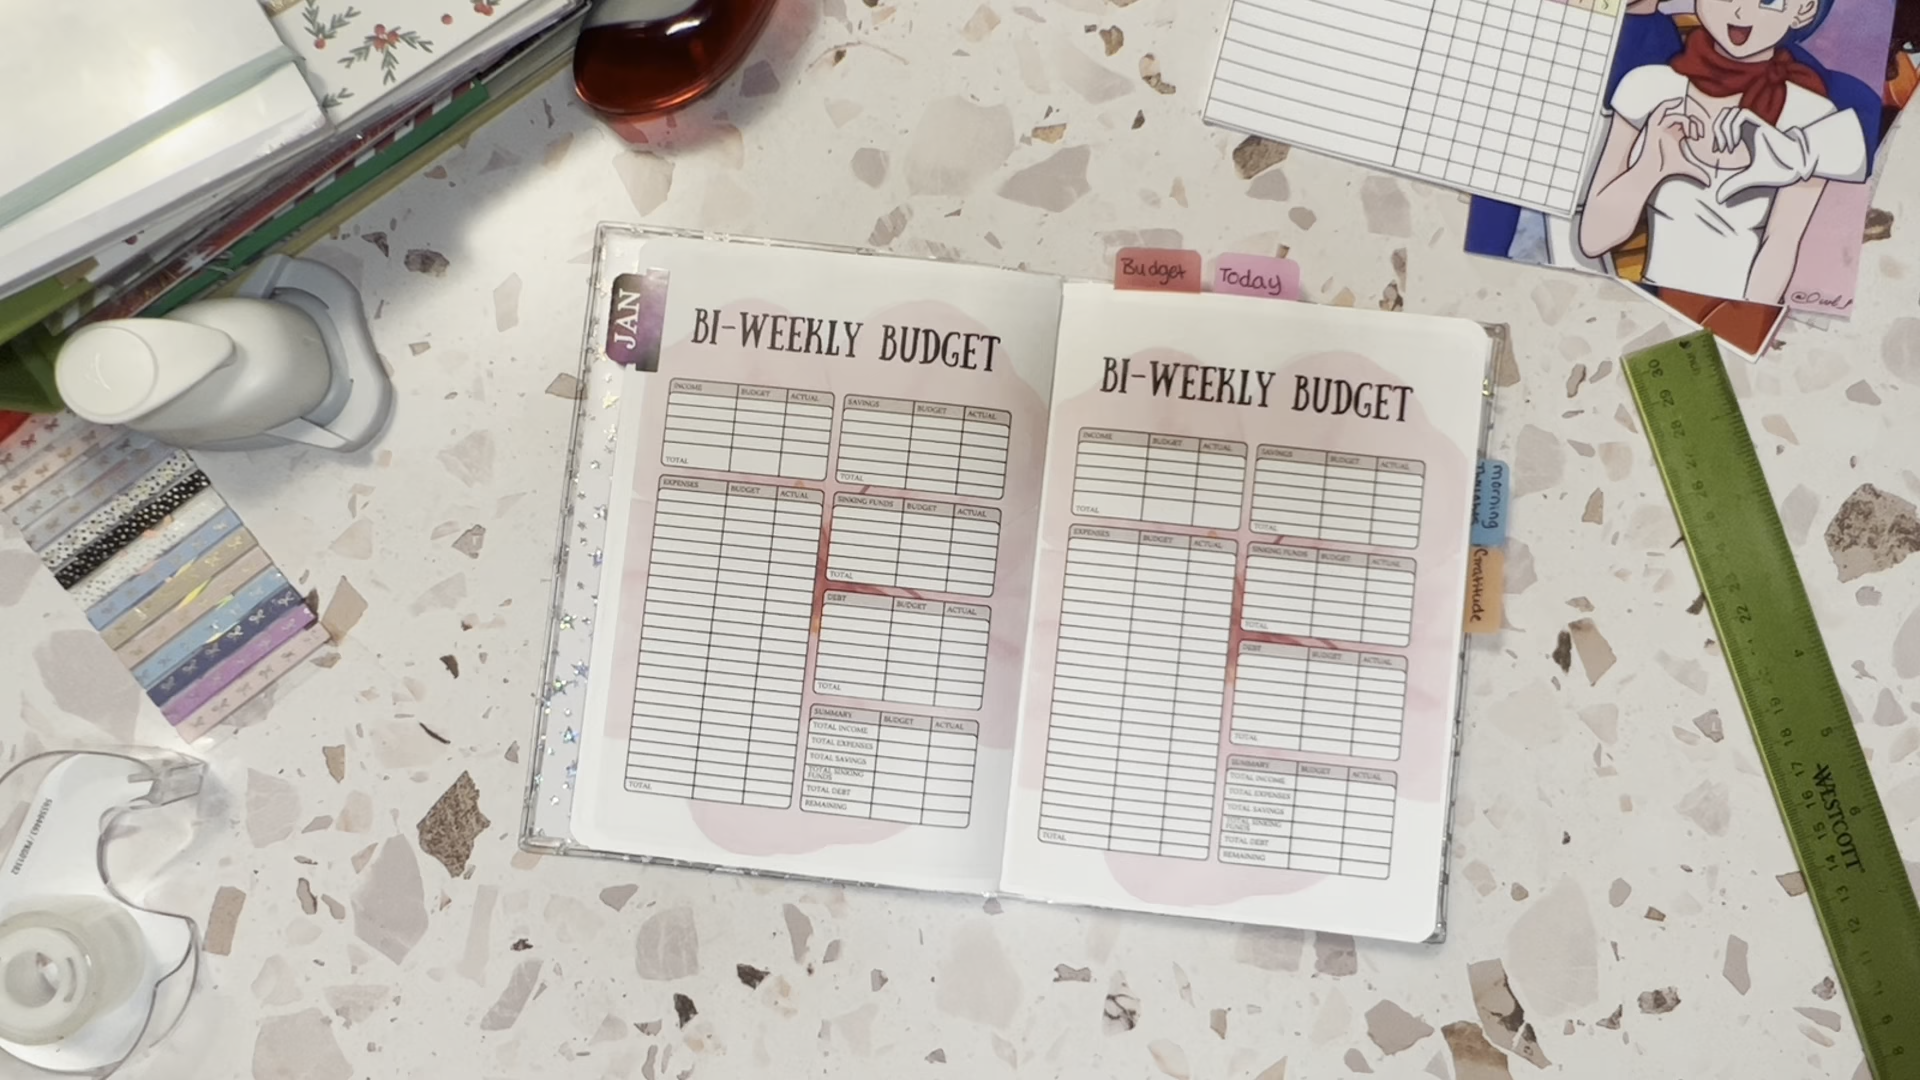 Budget
Today
JAN
BI-WEEKLY BUDGET
INCOME BUDGET ACTUAL
TOTAL
EXPENSES BUDGET ACTUAL
TOTAL
SAVINGS BUDGET ACTUAL
TOTAL
SINKING FUNDS BUDGET ACTUAL
TOTAL
DEBT BUDGET ACTUAL
TOTAL
SUMMARY BUDGET ACTUAL
TOTAL INCOME
TOTAL EXPENSES
TOTAL SAVINGS
TOTAL SINKING
FUNDS
TOTAL DEBT
REMAINING
BI-WEEKLY BUDGET
INCOME BUDGET ACTUAL
TOTAL
EXPENSES BUDGET ACTUAL
TOTAL
SAVINGS BUDGET ACTUAL
TOTAL
SINKING FUNDS BUDGET ACTUAL
TOTAL
DEBT BUDGET ACTUAL
TOTAL
SUMMARY BUDGET ACTUAL
TOTAL INCOME
TOTAL EXPENSES
TOTAL SAVINGS
TOTAL SINKING
FUNDS
TOTAL DEBT
REMAINING
morning
Gratitude
WESTCOTT